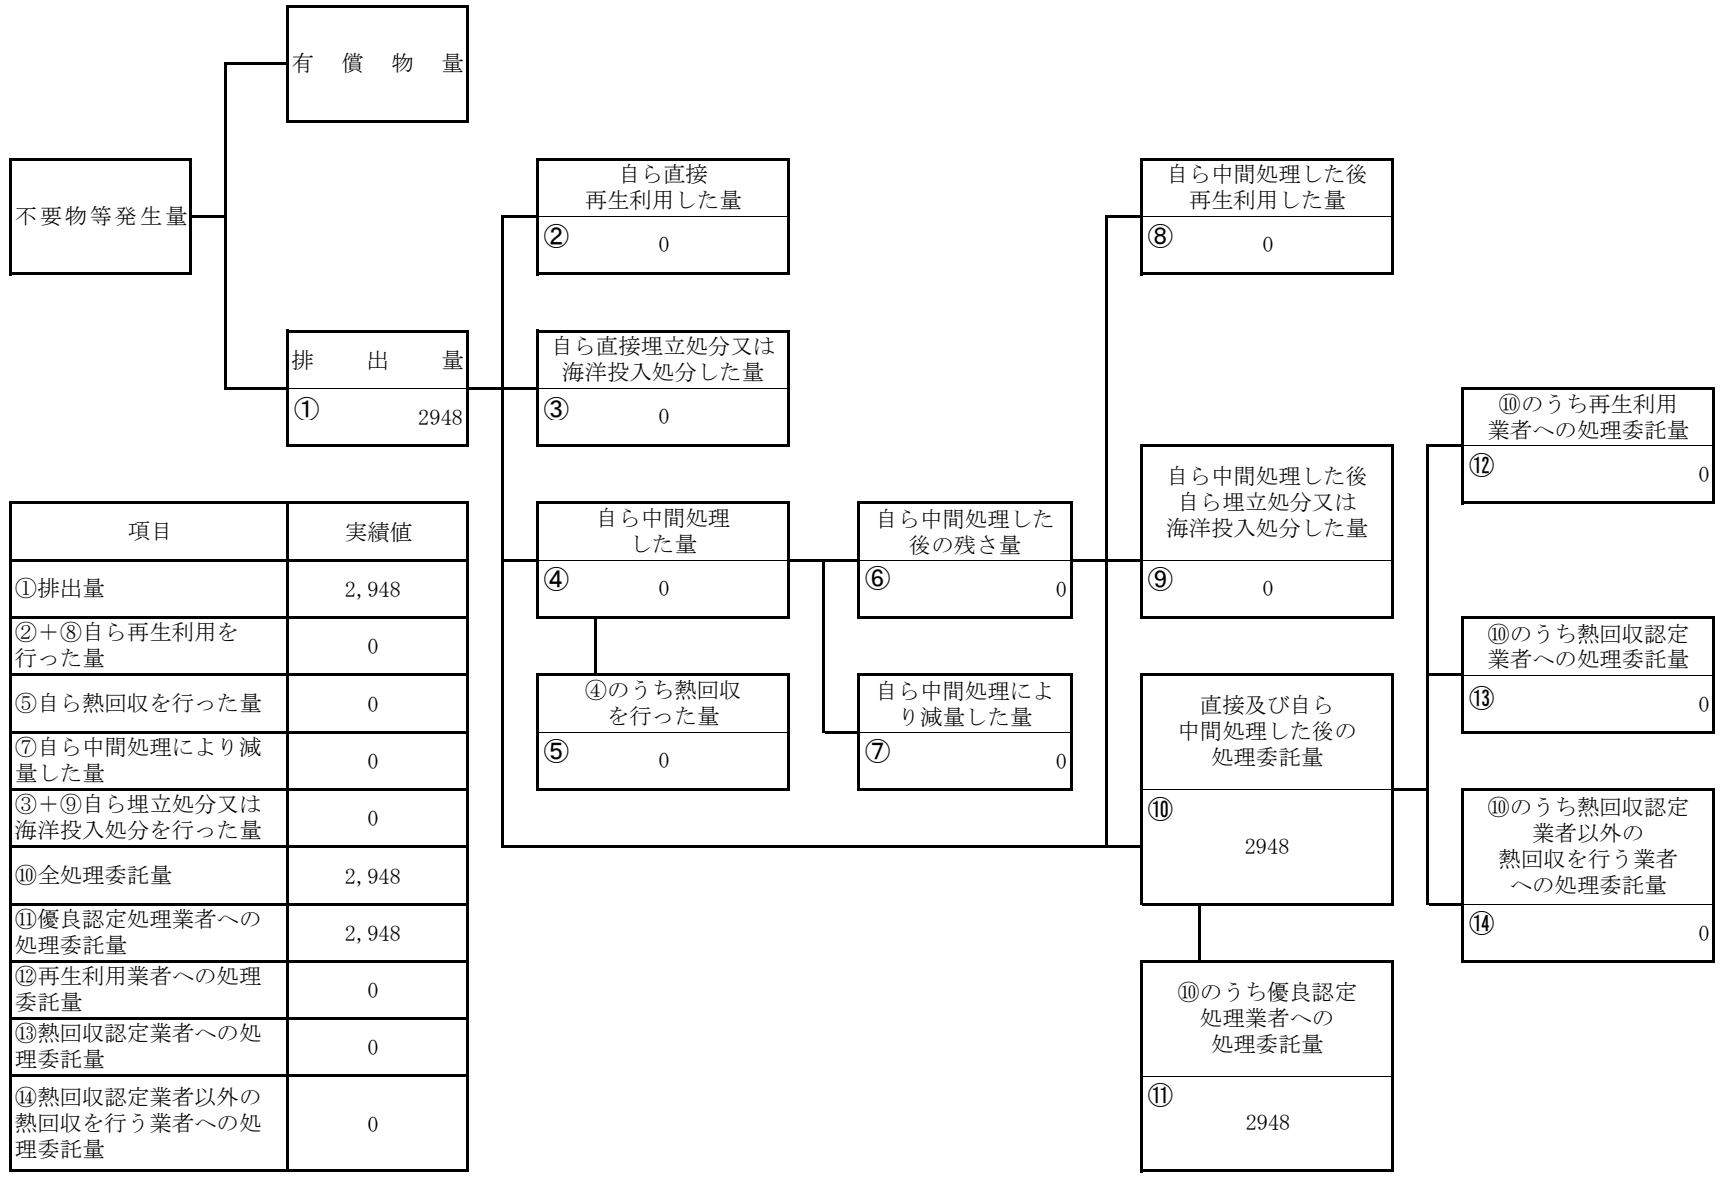 有償物量
不要物等発生量
排出量
①
2948
自ら直接
再生利用した量
②
0
自ら直接埋立処分又は
海洋投入処分した量
③
0
自ら中間処理
した量
④
0
④のうち熱回収
を行った量
⑤
0
自ら中間処理した
後の残さ量
⑥
0
自ら中間処理によ
り減量した量
⑦
0
自ら中間処理した後
再生利用した量
⑧
0
自ら中間処理した後
自ら埋立処分又は
海洋投入処分した量
⑨
0
直接及び自ら
中間処理した後の
処理委託量
⑩
2948
⑩のうち優良認定
処理業者への
処理委託量
⑪
2948
⑩のうち再生利用
業者への処理委託量
⑫
0
⑩のうち熱回収認定
業者への処理委託量
⑬
0
⑩のうち熱回収認定
業者以外の
熱回収を行う業者
への処理委託量
⑭
0
項目 実績値
①排出量 2,948
②＋⑧自ら再生利用を
行った量
0
⑤自ら熱回収を行った量 0
⑦自ら中間処理により減
量した量
0
③＋⑨自ら埋立処分又は
海洋投入処分を行った量
0
⑩全処理委託量 2,948
⑪優良認定処理業者への
処理委託量
2,948
⑫再生利用業者への処理
委託量
0
⑬熱回収認定業者への処
理委託量
0
⑭熱回収認定業者以外の
熱回収を行う業者への処
理委託量
0